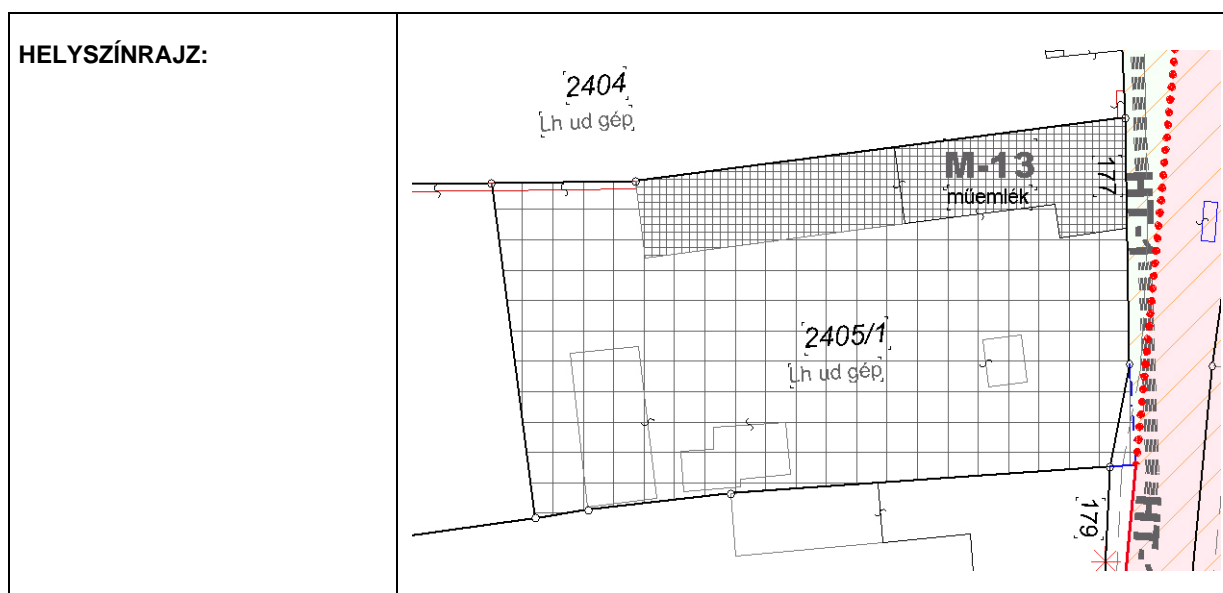 HELYSZÍNRAJZ:
2404
Lh ud gép
M-13
műemlék
177
HT-1
2405/1
Lh ud gép
179
HT-